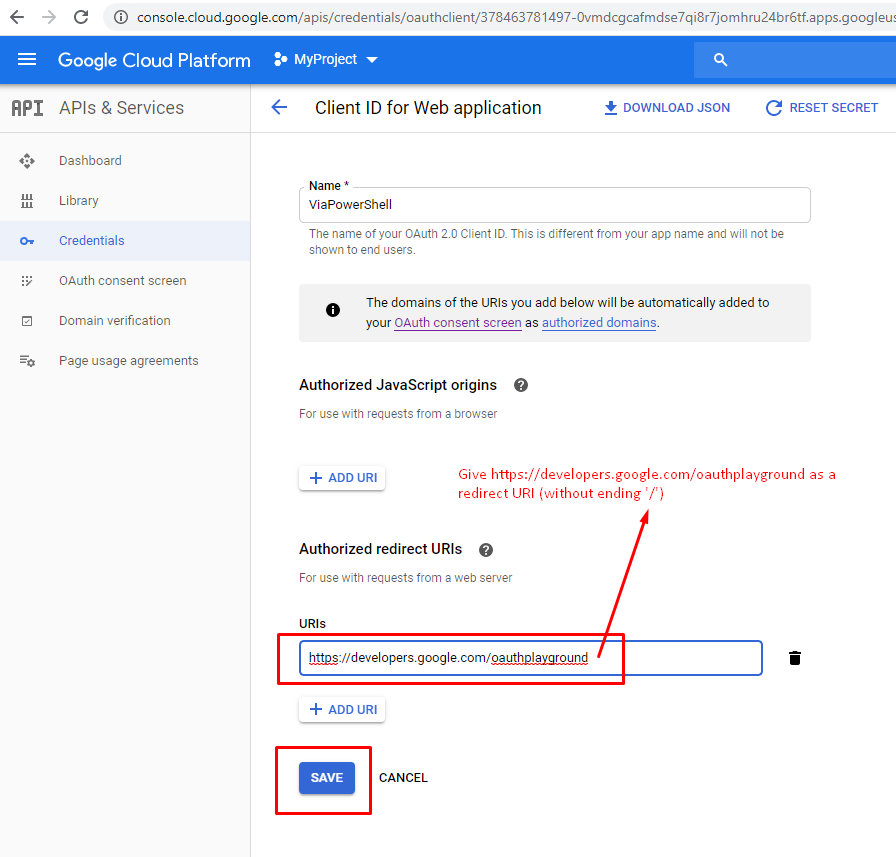 console.cloud.google.com/apis/credentials/oauthclient/378463781497-0vmdcgcafmdse7qi8r7jomhru24br6tf.apps.googleus
Google Cloud Platform
MyProject
API
APIs & Services
Client ID for Web application
DOWNLOAD JSON
RESET SECRET
Dashboard
Library
Credentials
OAuth consent screen
Domain verification
Page usage agreements
Name *
ViaPowerShell
The name of your OAuth 2.0 Client ID. This is different from your app name and will not be
shown to end users.
The domains of the URIs you add below will be automatically added to
your OAuth consent screen as authorized domains.
Authorized JavaScript origins
For use with requests from a browser
+ ADD URI
Give https://developers.google.com/oauthplayground as a
redirect URI (without ending '/')
Authorized redirect URIs
For use with requests from a web server
URIs
https://developers.google.com/oauthplayground
+ ADD URI
SAVE
CANCEL